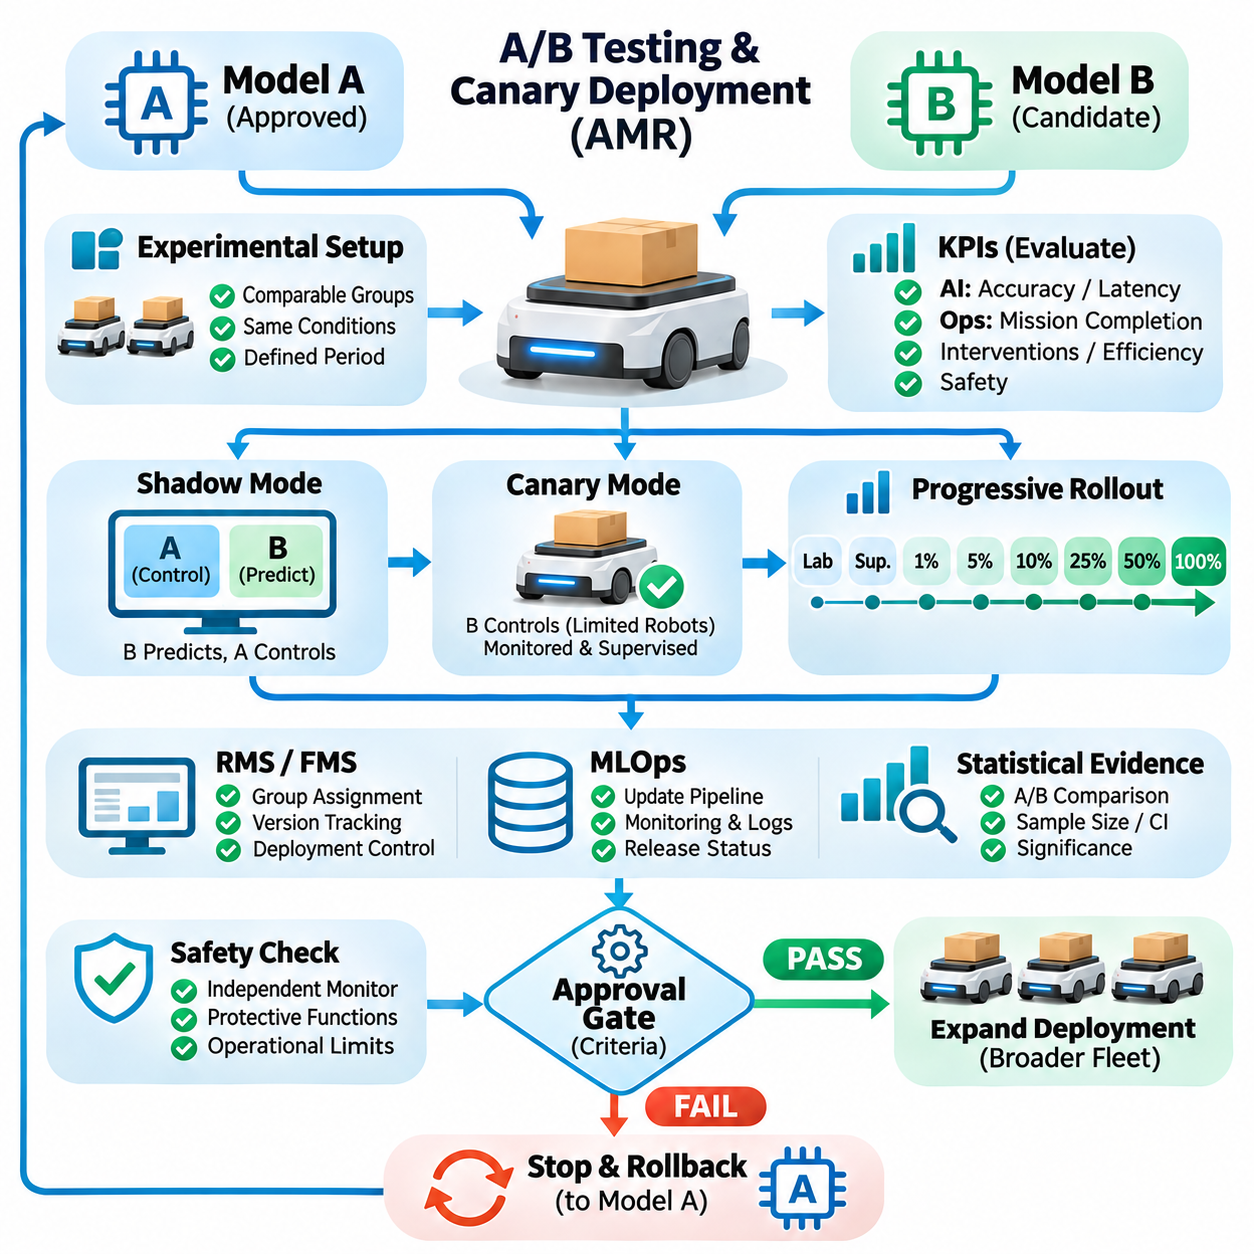 A/B Testing &
Canary Deployment
(AMR)
A
Model A
(Approved)
B
Model B
(Candidate)
Experimental Setup
Comparable Groups
Same Conditions
Defined Period
KPIs (Evaluate)
AI: Accuracy / Latency
Ops: Mission Completion
Interventions / Efficiency
Safety
Shadow Mode
A
(Control)
B
(Predict)
B Predicts, A Controls
Canary Mode
B Controls (Limited Robots)
Monitored & Supervised
Progressive Rollout
Lab Sup. 1% 5% 10% 25% 50% 100%
RMS / FMS
Group Assignment
Version Tracking
Deployment Control
MLOps
Update Pipeline
Monitoring & Logs
Release Status
Statistical Evidence
A/B Comparison
Sample Size / CI
Significance
Safety Check
Independent Monitor
Protective Functions
Operational Limits
Approval
Gate
(Criteria)
PASS
Expand Deployment
(Broader Fleet)
FAIL
Stop & Rollback
(to Model A)
A